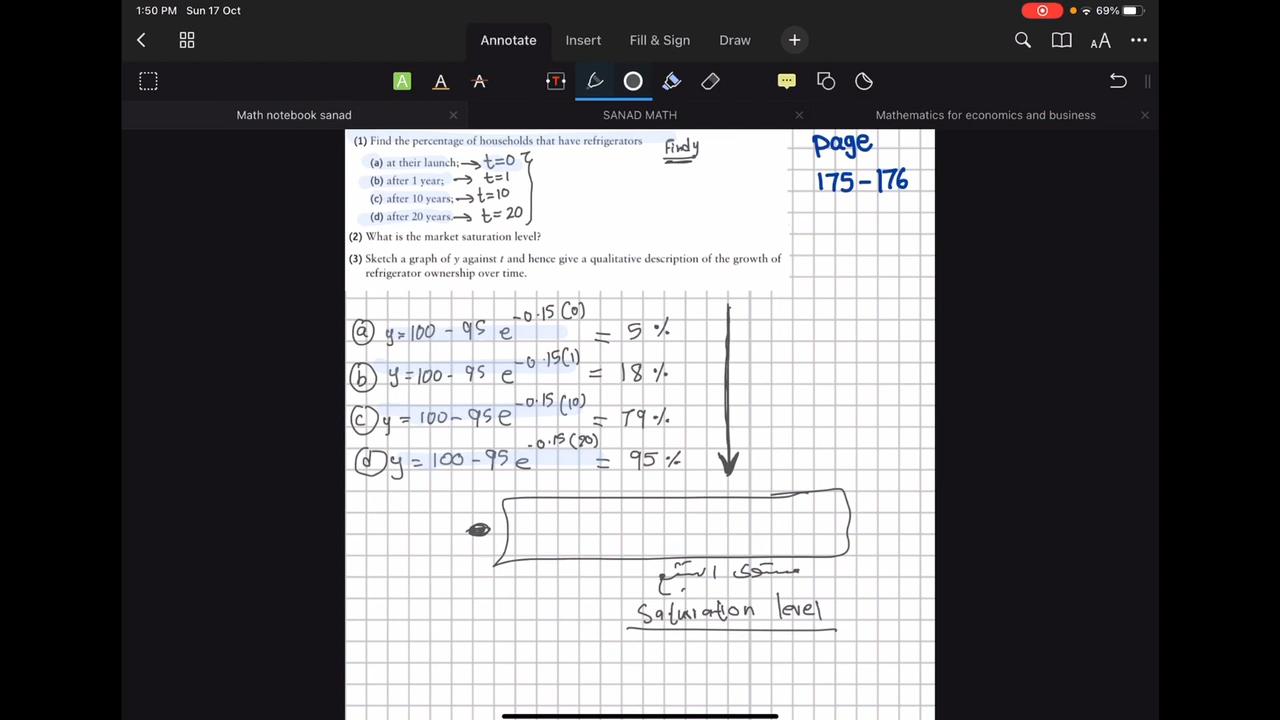 1:50 PM Sun 17 Oct
69%
Annotate Insert Fill & Sign Draw
Math notebook sanad
SANAD MATH
Mathematics for economics and business
(1) Find the percentage of households that have refrigerators
(a) at their launch; → t=0
(b) after 1 year; → t=1
(c) after 10 years; → t=10
(d) after 20 years. → t=20
(2) What is the market saturation level?
(3) Sketch a graph of y against t and hence give a qualitative description of the growth of
refrigerator ownership over time.
Find y
page
175-176
(a) y=100-95 e^-0.15(0) = 5%
(b) y=100-95 e^-0.15(1) = 18%
(c) y=100-95 e^-0.15(10) = 79%
(d) y=100-95 e^-0.15(20) = 95%
saturation level